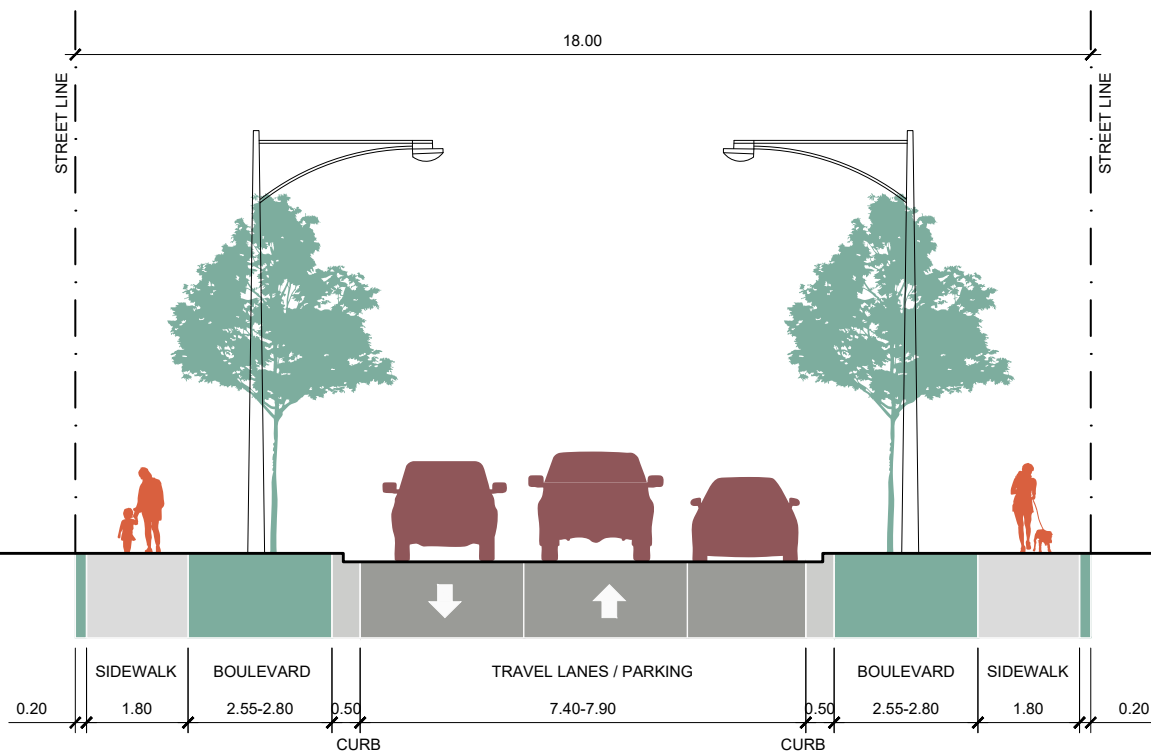 18.00
STREET LINE
STREET LINE
SIDEWALK
BOULEVARD
TRAVEL LANES / PARKING
BOULEVARD
SIDEWALK
0.20
1.80
2.55-2.80
0.50
7.40-7.90
0.50
2.55-2.80
1.80
0.20
CURB
CURB